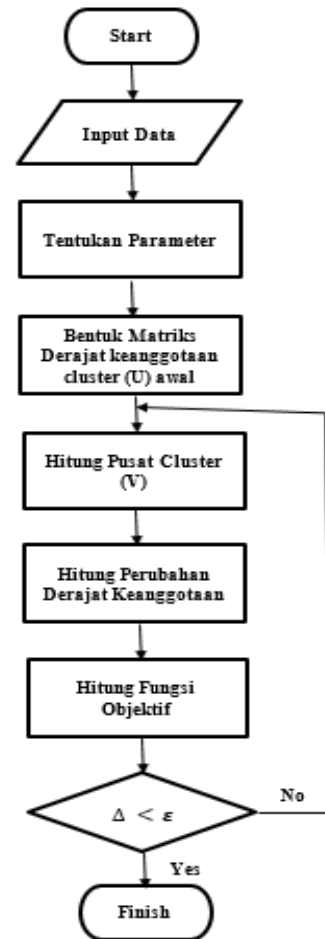 Start
Input Data
Tentukan Parameter
Bentuk Matriks
Derajat keanggotaan
cluster (U) awal
Hitung Pusat Cluster
(V)
Hitung Perubahan
Derajat Keanggotaan
Hitung Fungsi
Objektif
Δ < ε
No
Yes
Finish